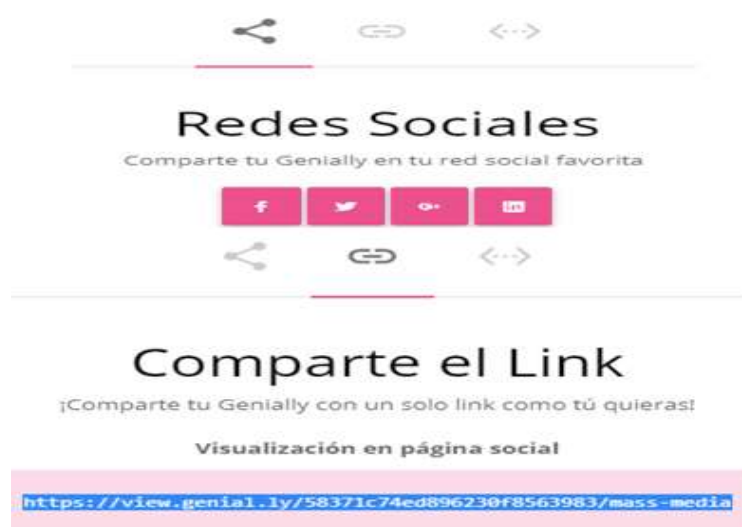 Redes Sociales
Comparte tu Genially en tu red social favorita
f G+ in
Comparte el Link
¡Comparte tu Genially con un solo link como tú quieras!
Visualización en página social
https://view.genial.ly/58371c74ed896230f8563983/mass-media